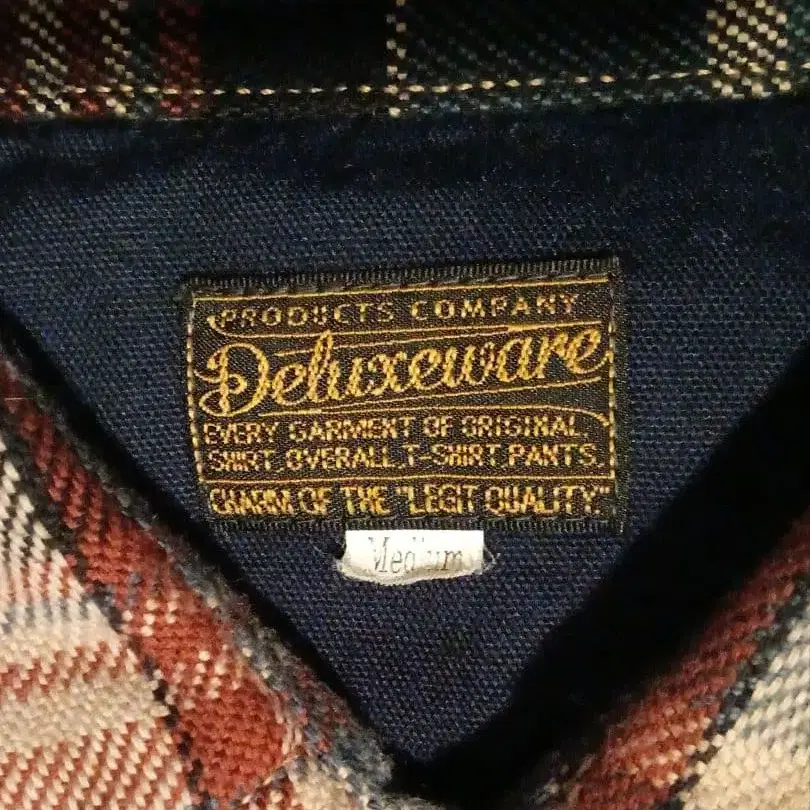 PRODUCTS COMPANY
Deluxeware
EVERY GARMENT OF ORIGINAL,
SHIRT OVERALL.T-SHIRT PANTS.
CHARM OF THE "LEGIT QUALITY."
Medium